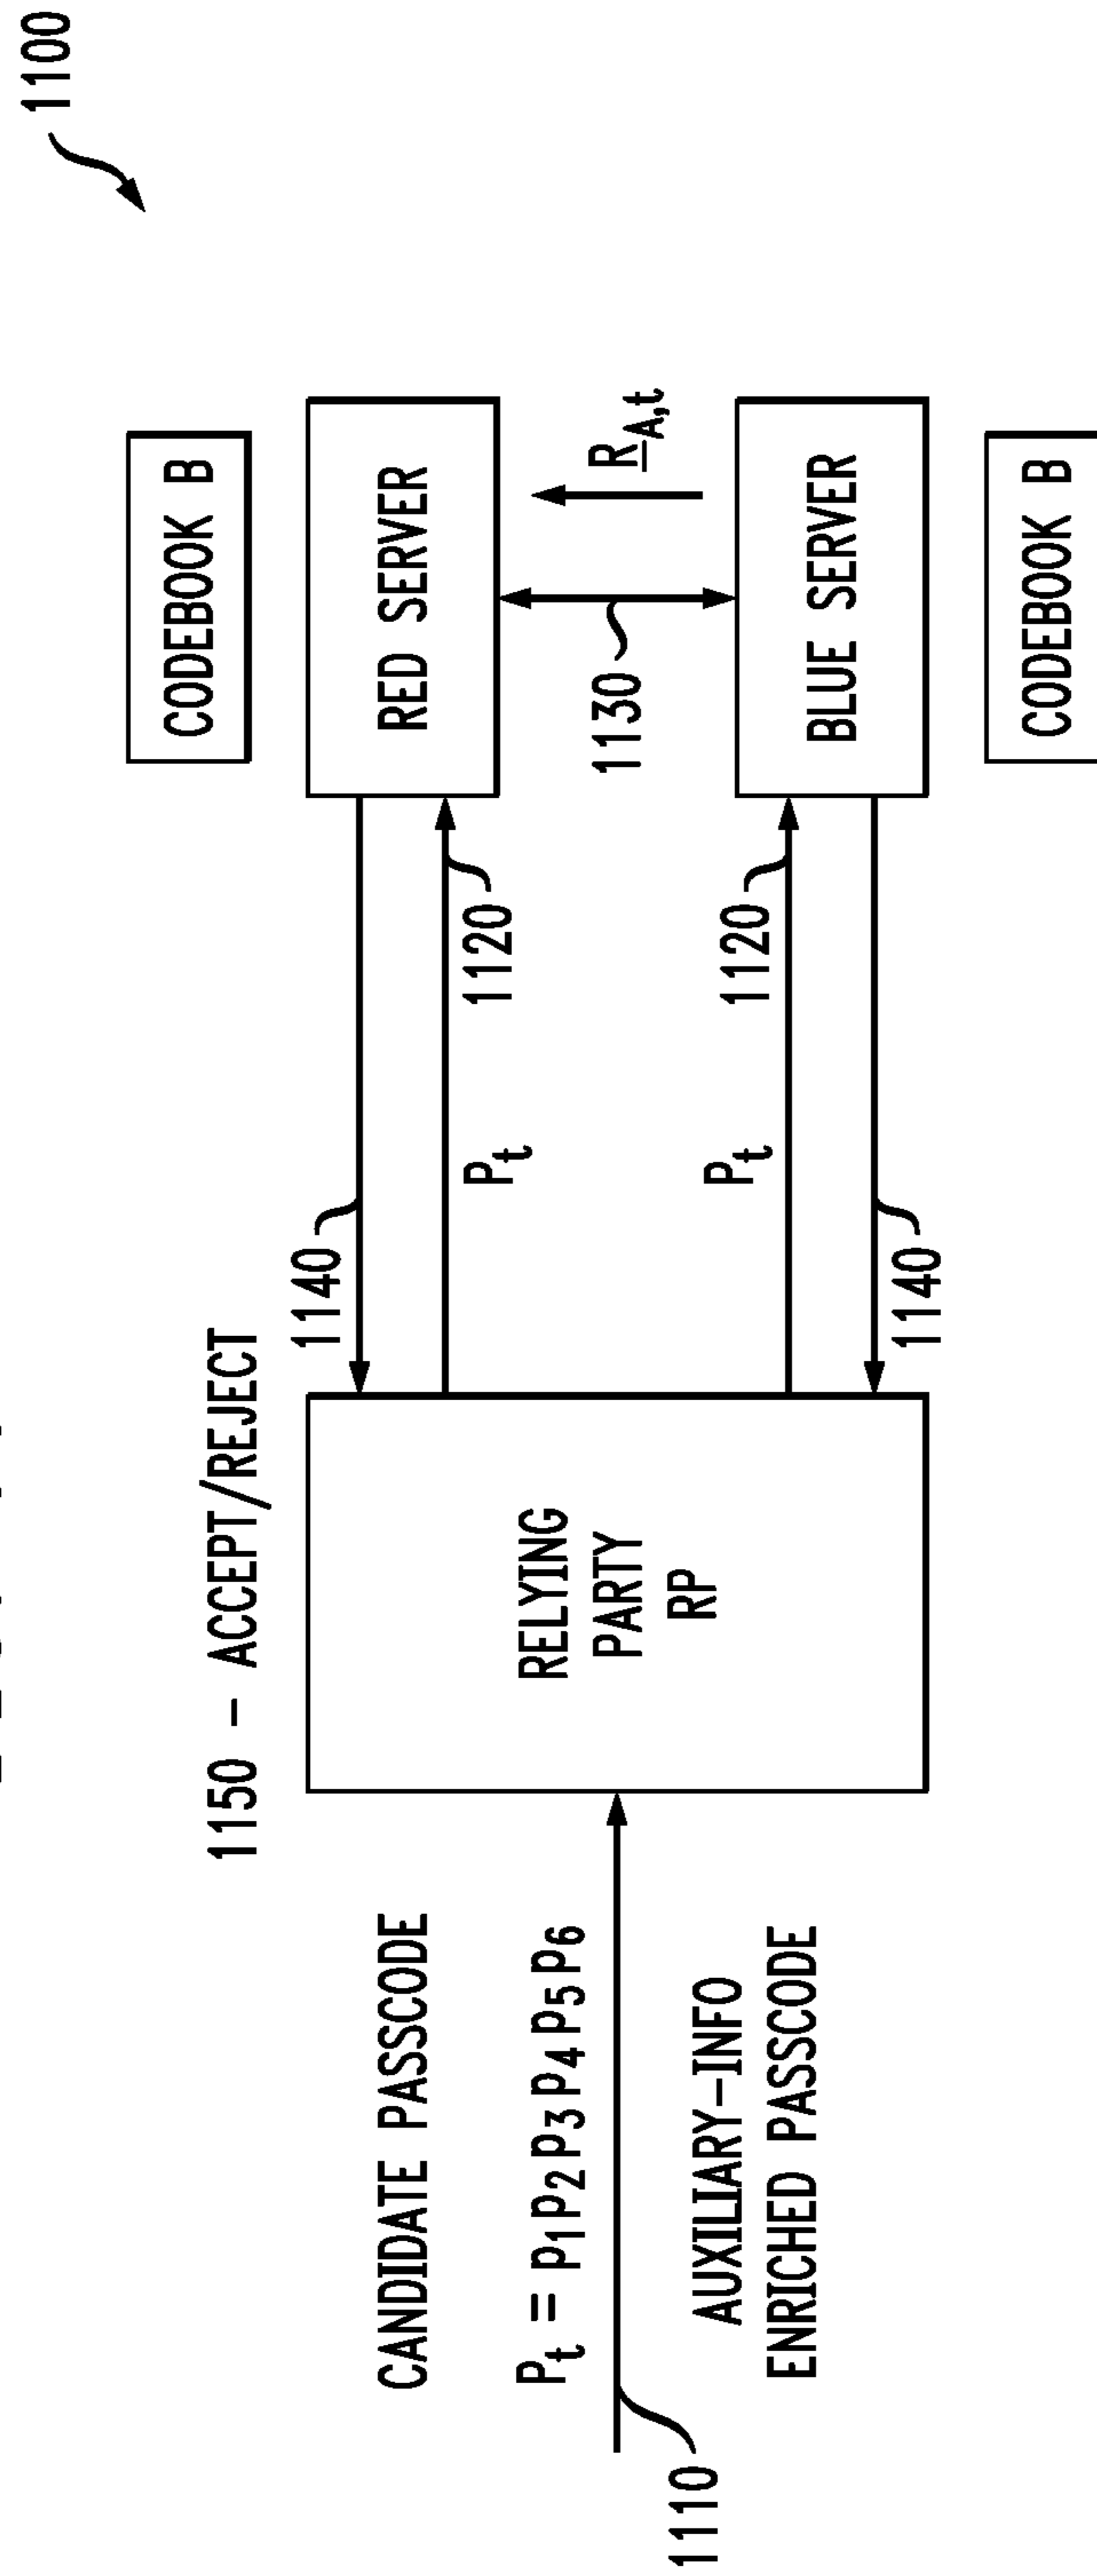 1100
CODEBOOK B
RED SERVER
R_A,t
1130
BLUE SERVER
CODEBOOK B
1120
1120
P_t
P_t
1140
1140
1150 – ACCEPT/REJECT
RELYING
PARTY
RP
CANDIDATE PASSCODE
P_t = p_1p_2p_3p_4p_5p_6
AUXILIARY-INFO
ENRICHED PASSCODE
1110